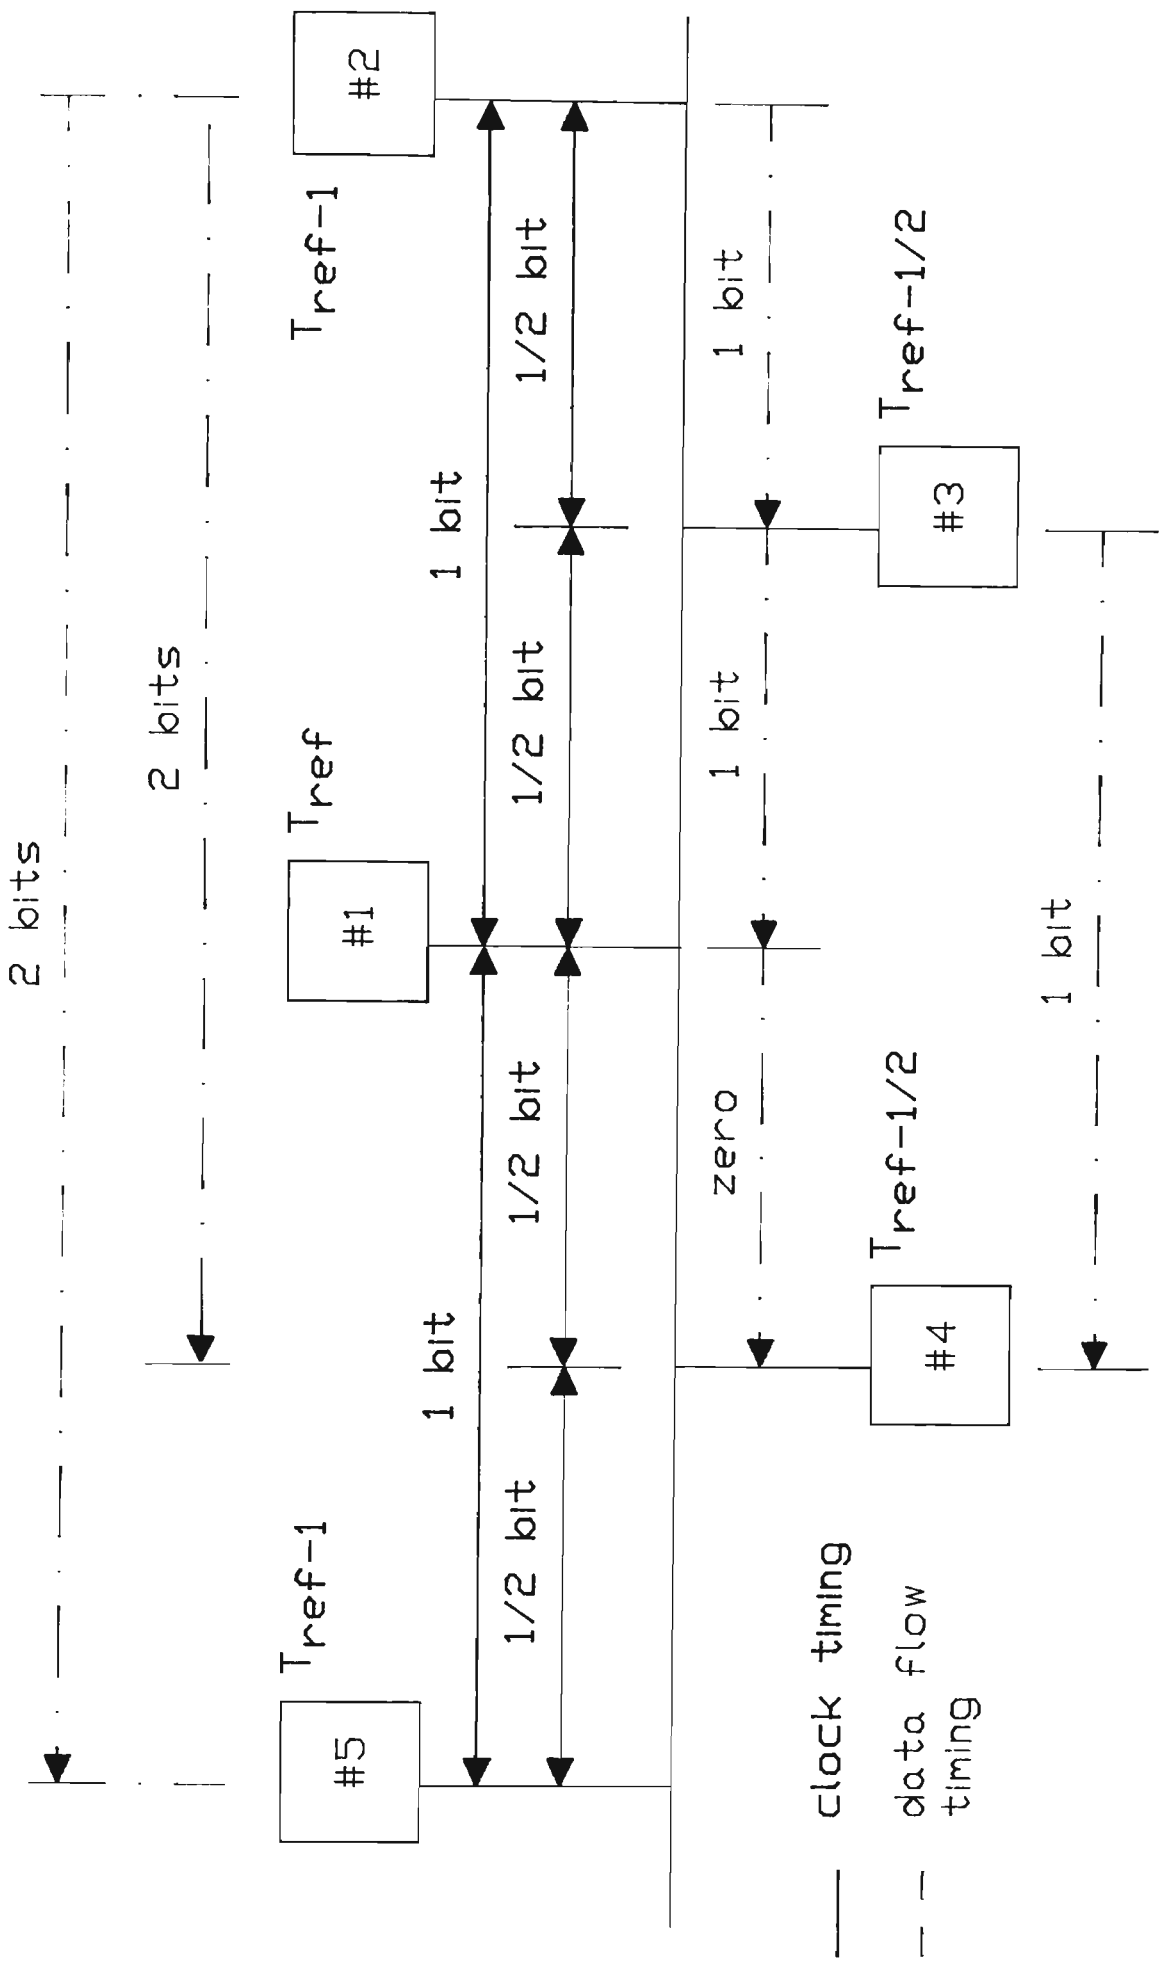 2 bits
2 bits
#5
Tref-1
#1
Tref
Tref-1
#2
1 bit
1 bit
1/2 bit
1/2 bit
1/2 bit
1/2 bit
zero
1 bit
1 bit
#4
Tref-1/2
#3
Tref-1/2
1 bit
clock timing
data flow
timing